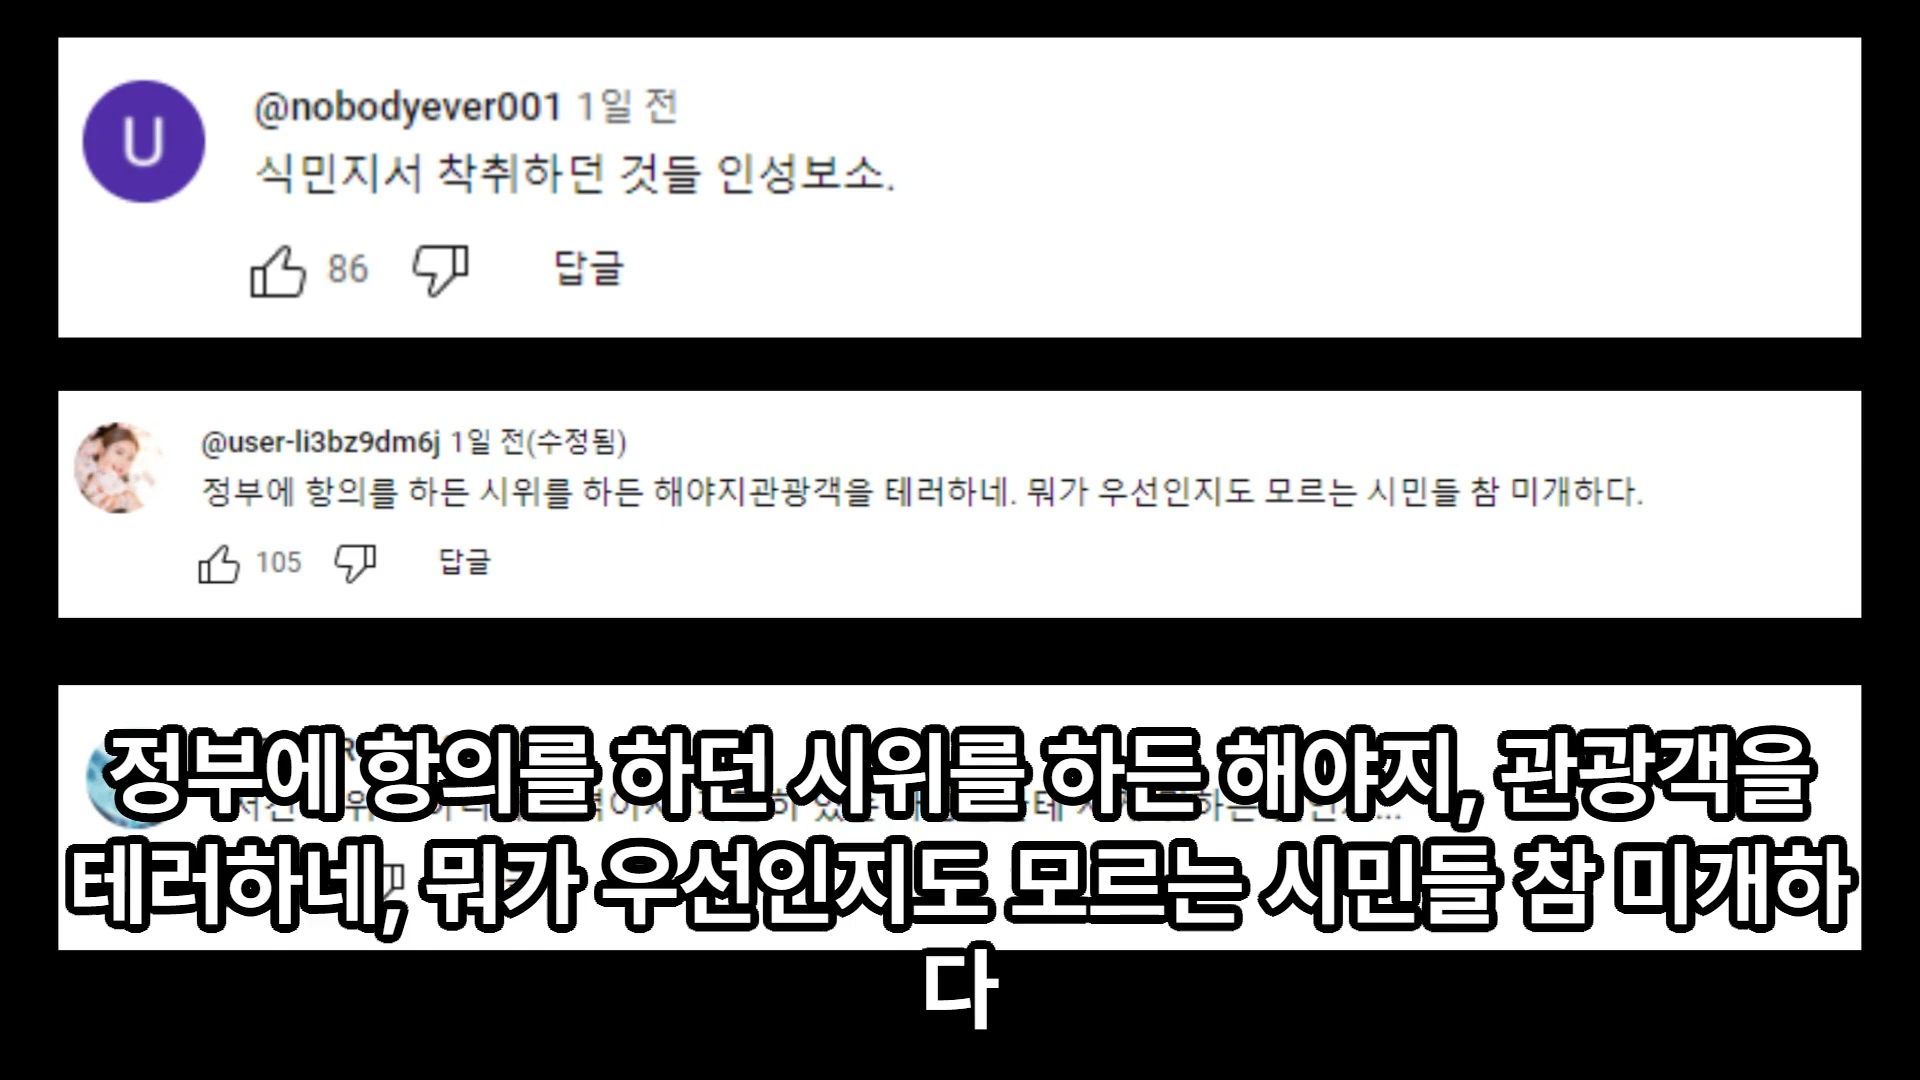 U
@nobodyever001 1일 전
식민지서 착취하던 것들 인성보소.
86 답글
@user-li3bz9dm6j 1일 전(수정됨)
정부에 항의를 하든 시위를 하든 해야지관광객을 테러하네. 뭐가 우선인지도 모르는 시민들 참 미개하다.
105 답글
정부에 항의를 하던 시위를 하든 해야지, 관광객을
테러하네, 뭐가 우선인지도 모르는 시민들 참 미개하
다